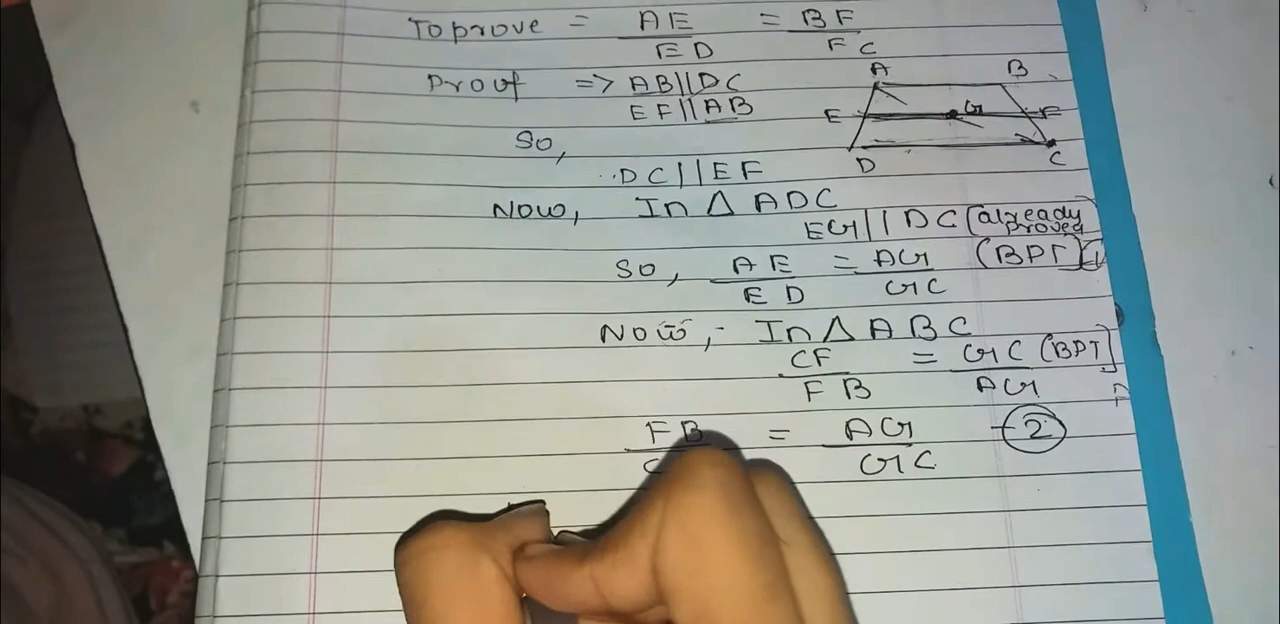 To prove = AE/ED = BF/FC
Proof => AB||DC
EF||AB
A B
E G F
D C
So,
DC||EF
Now, In Δ ADC
EG||DC (already proved
So, AE/ED = AG/GC (BPT) 1
Now, In Δ ABC
CF/FB = GC/AG (BPT)
FB/C = AG/GC - 2